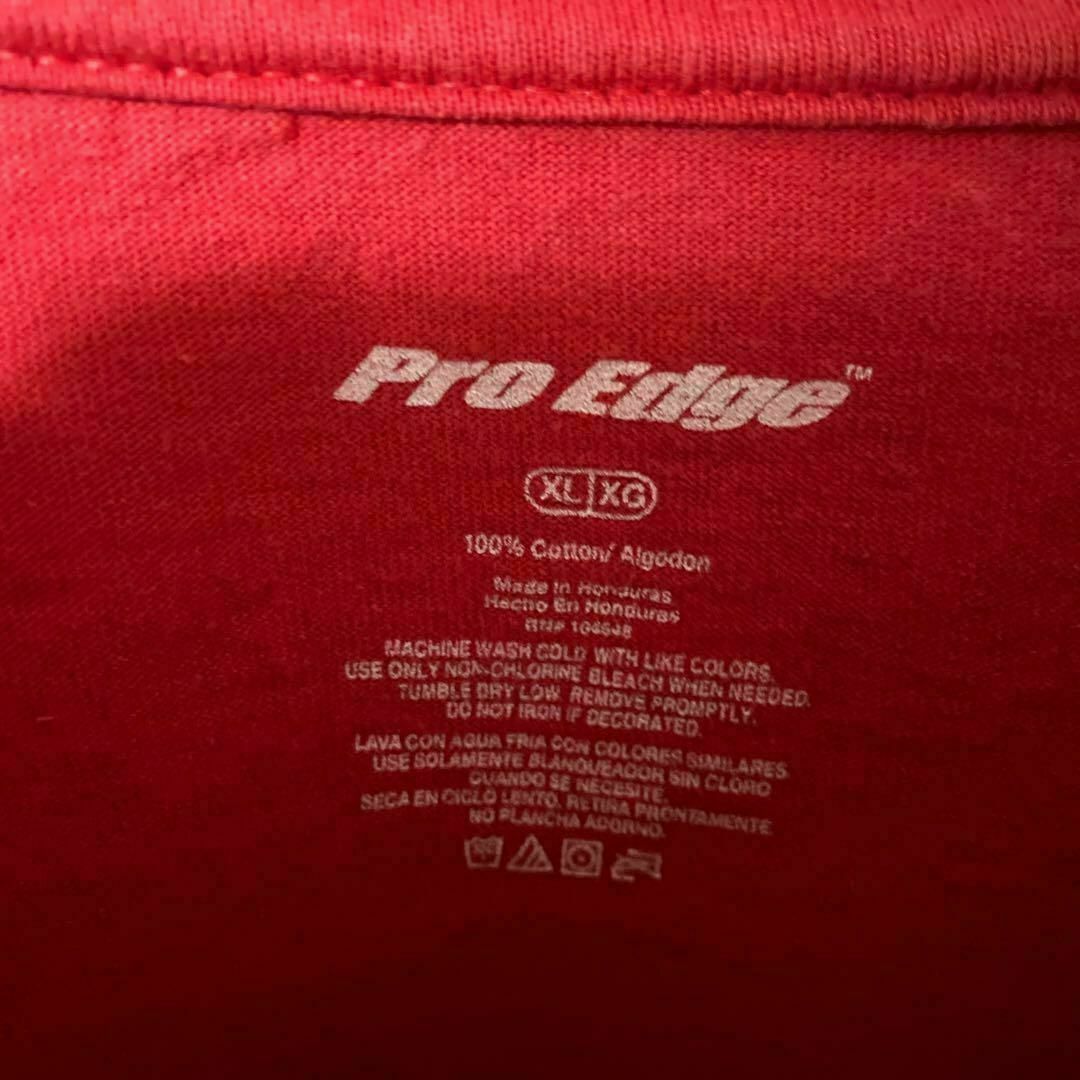 Pro Edge™
XL XG
100% Cotton/ Algodon
Made In Honduras
Hecho En Honduras
RN# 104648
MACHINE WASH COLD WITH LIKE COLORS.
USE ONLY NON-CHLORINE BLEACH WHEN NEEDED.
TUMBLE DRY LOW. REMOVE PROMPTLY.
DO NOT IRON IF DECORATED.
LAVA CON AGUA FRIA CON COLORES SIMILARES
USE SOLAMENTE BLANQUEADOR SIN CLORO
CUANDO SE NECESITE.
SECA EN CICLO LENTO. RETIRA PRONTAMENTE
NO PLANCHA ADORNO.